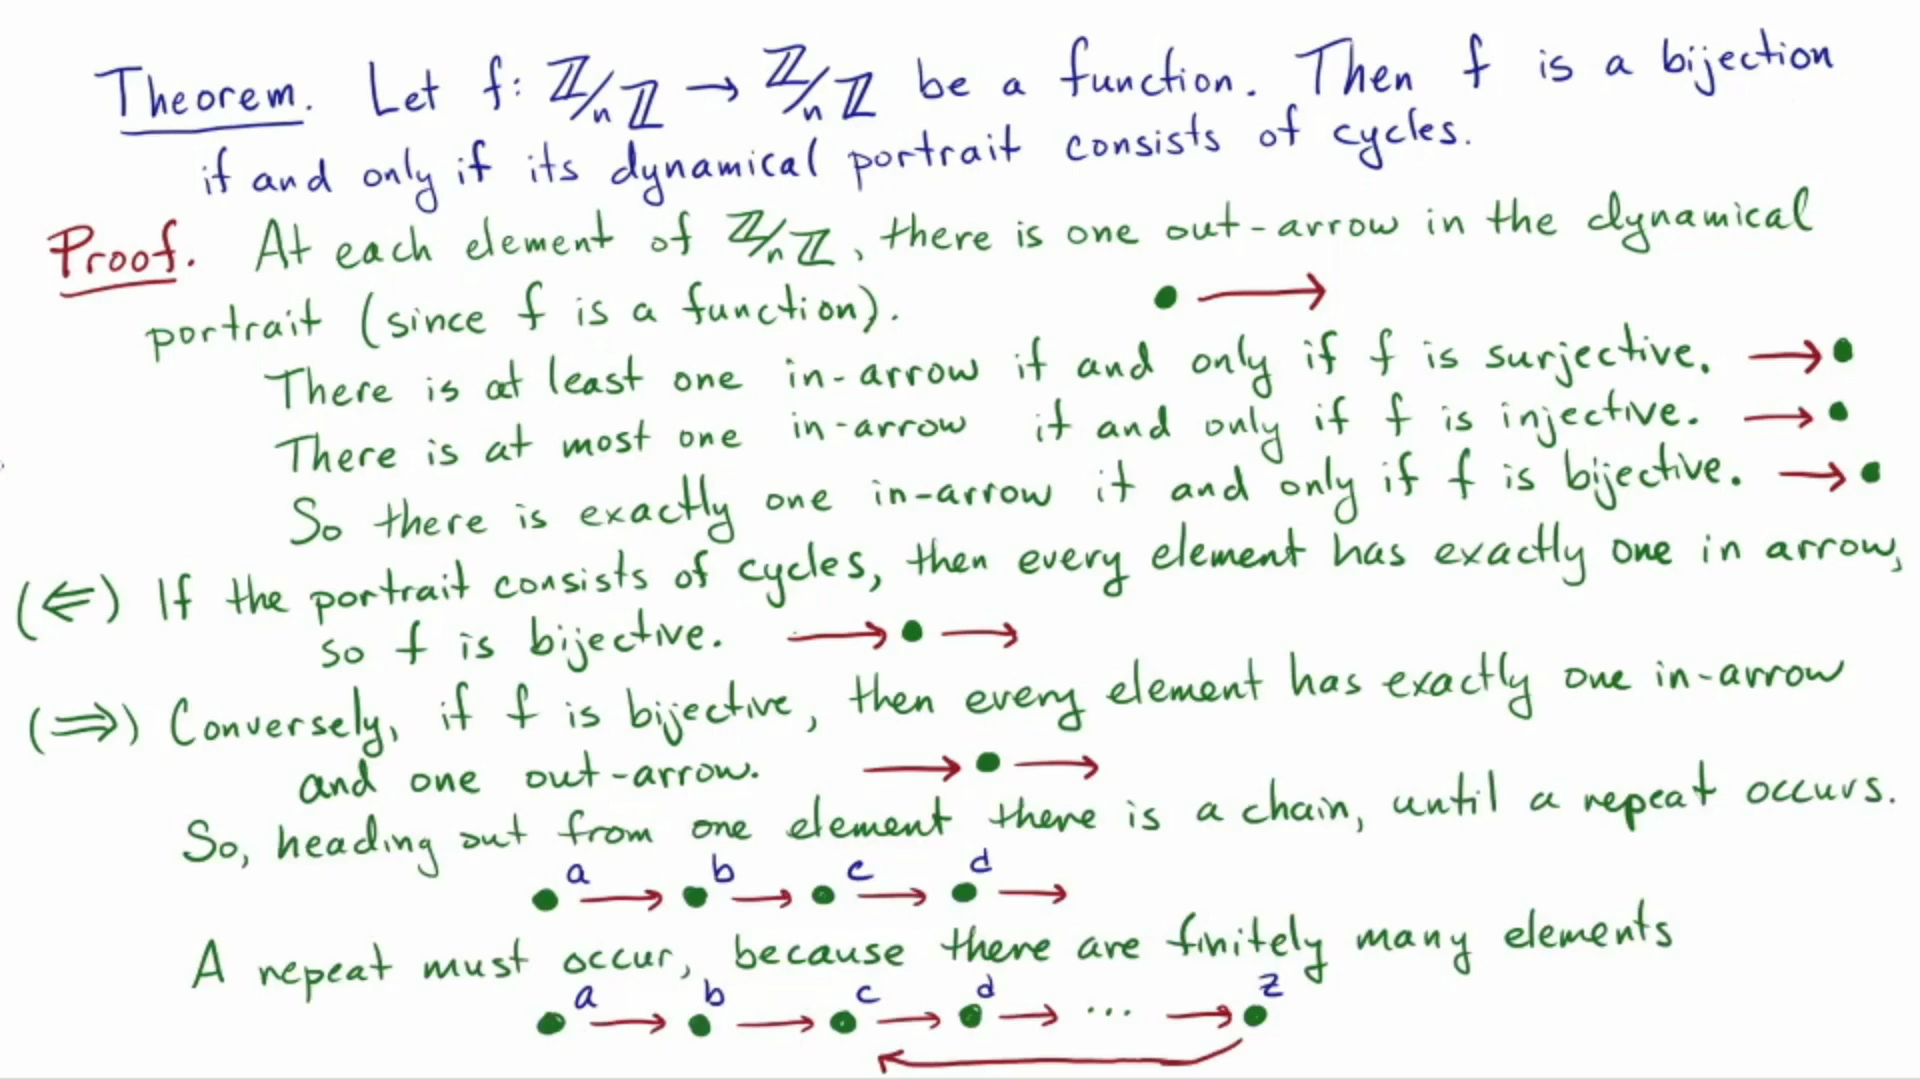 Theorem. Let f: ℤ/nℤ → ℤ/nℤ be a function. Then f is a bijection
if and only if its dynamical portrait consists of cycles.
Proof. At each element of ℤ/nℤ, there is one out-arrow in the dynamical
portrait (since f is a function).
There is at least one in-arrow if and only if f is surjective.
There is at most one in-arrow if and only if f is injective.
So there is exactly one in-arrow if and only if f is bijective.
(⇐) If the portrait consists of cycles, then every element has exactly one in arrow,
so f is bijective.
(⇒) Conversely, if f is bijective, then every element has exactly one in-arrow
and one out-arrow.
So, heading out from one element there is a chain, until a repeat occurs.
a b c d
A repeat must occur, because there are finitely many elements
a b c d ... z